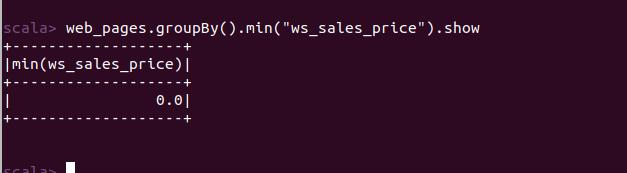 scala> web_pages.groupBy().min("ws_sales_price").show
+------------------+
|min(ws_sales_price)|
+------------------+
|                0.0|
+------------------+
scala>